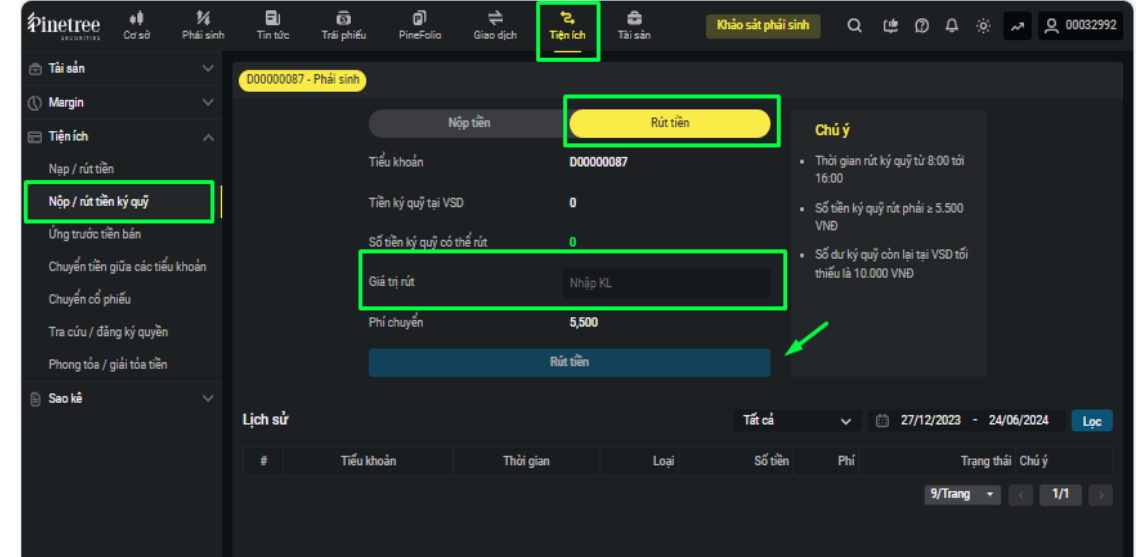 Pinetree
SECURITIES
Cơ sở
Phái sinh
Tin tức
Trái phiếu
PineFolio
Giao dịch
Tiện ích
Tài sản
Khảo sát phái sinh
00032992
Tài sản
Margin
Tiện ích
Nạp / rút tiền
Nộp / rút tiền ký quỹ
Ứng trước tiền bán
Chuyển tiền giữa các tiểu khoản
Chuyển cổ phiếu
Tra cứu / đăng ký quyền
Phong tỏa / giải tỏa tiền
Sao kê
D00000087 - Phái sinh
Nộp tiền
Rút tiền
Tiểu khoản D00000087
Tiền ký quỹ tại VSD 0
Số tiền ký quỹ có thể rút 0
Giá trị rút Nhập KL
Phí chuyển 5,500
Rút tiền
Chú ý
• Thời gian rút ký quỹ từ 8:00 tới
16:00
• Số tiền ký quỹ rút phải ≥ 5.500
VNĐ
• Số dư ký quỹ còn lại tại VSD tối
thiểu là 10.000 VNĐ
Lịch sử
Tất cả
27/12/2023 - 24/06/2024
Lọc
# Tiểu khoản Thời gian Loại Số tiền Phí Trạng thái Chú ý
9/Trang < 1/1 >